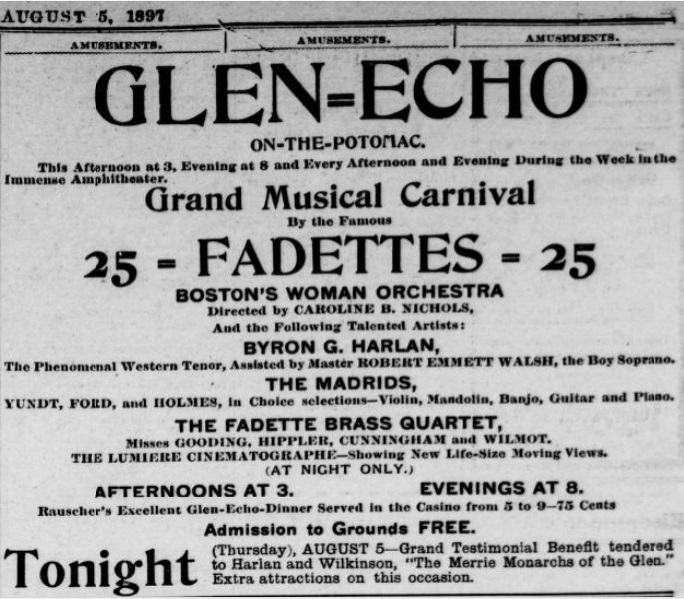 AUGUST 5, 1897
AMUSEMENTS. AMUSEMENTS. AMUSEMENTS.
GLEN=ECHO
ON-THE-POTOMAC.
This Afternoon at 3, Evening at 8 and Every Afternoon and Evening During the Week in the
Immense Amphitheater.
Grand Musical Carnival
By the Famous
25 = FADETTES = 25
BOSTON'S WOMAN ORCHESTRA
Directed by CAROLINE B. NICHOLS,
And the Following Talented Artists:
BYRON G. HARLAN,
The Phenomenal Western Tenor, Assisted by Master ROBERT EMMETT WALSH, the Boy Soprano.
THE MADRIDS,
YUNDT, FORD, and HOLMES, in Choice selections—Violin, Mandolin, Banjo, Guitar and Piano.
THE FADETTE BRASS QUARTET,
Misses GOODING, HIPPLER, CUNNINGHAM and WILMOT.
THE LUMIERE CINEMATOGRAPHE—Showing New Life-Size Moving Views.
(AT NIGHT ONLY.)
AFTERNOONS AT 3. EVENINGS AT 8.
Rauscher's Excellent Glen-Echo-Dinner Served in the Casino from 5 to 9—75 Cents
Admission to Grounds FREE.
Tonight (Thursday), AUGUST 5—Grand Testimonial Benefit tendered
to Harlan and Wilkinson, "The Merrie Monarchs of the Glen."
Extra attractions on this occasion.